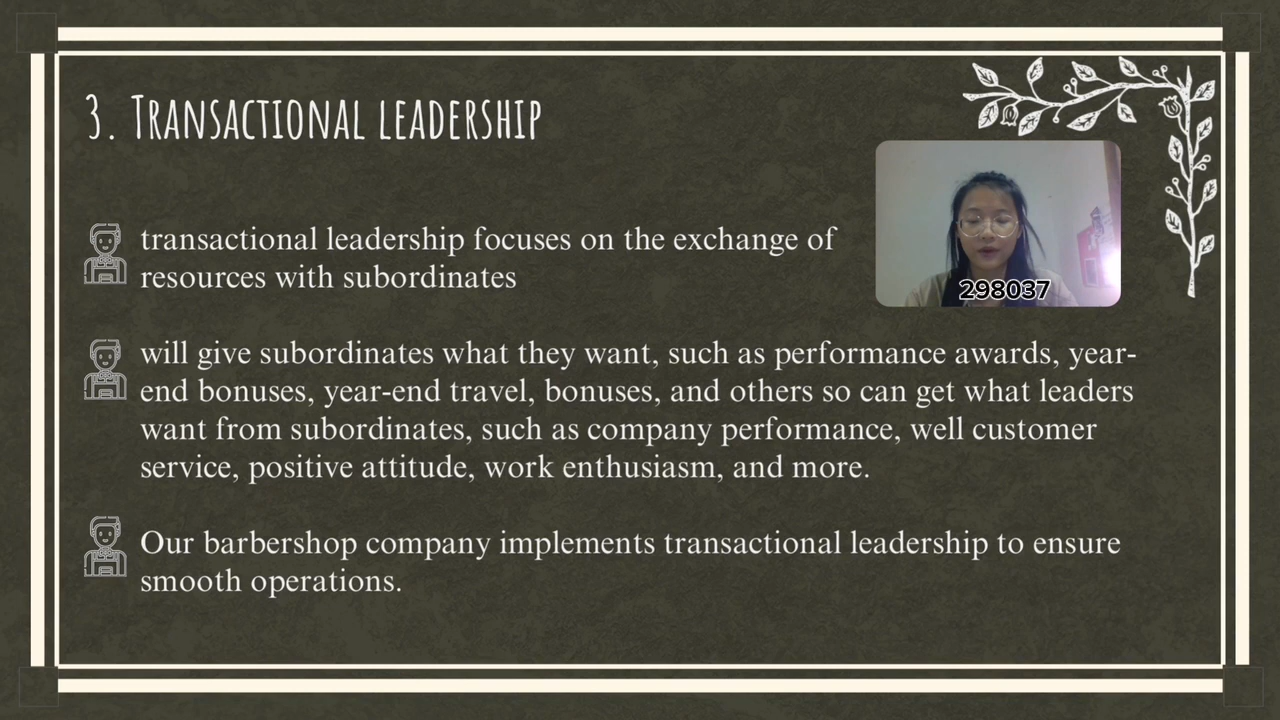 3. Transactional leadership
transactional leadership focuses on the exchange of
resources with subordinates
298037
will give subordinates what they want, such as performance awards, year-
end bonuses, year-end travel, bonuses, and others so can get what leaders
want from subordinates, such as company performance, well customer
service, positive attitude, work enthusiasm, and more.
Our barbershop company implements transactional leadership to ensure
smooth operations.